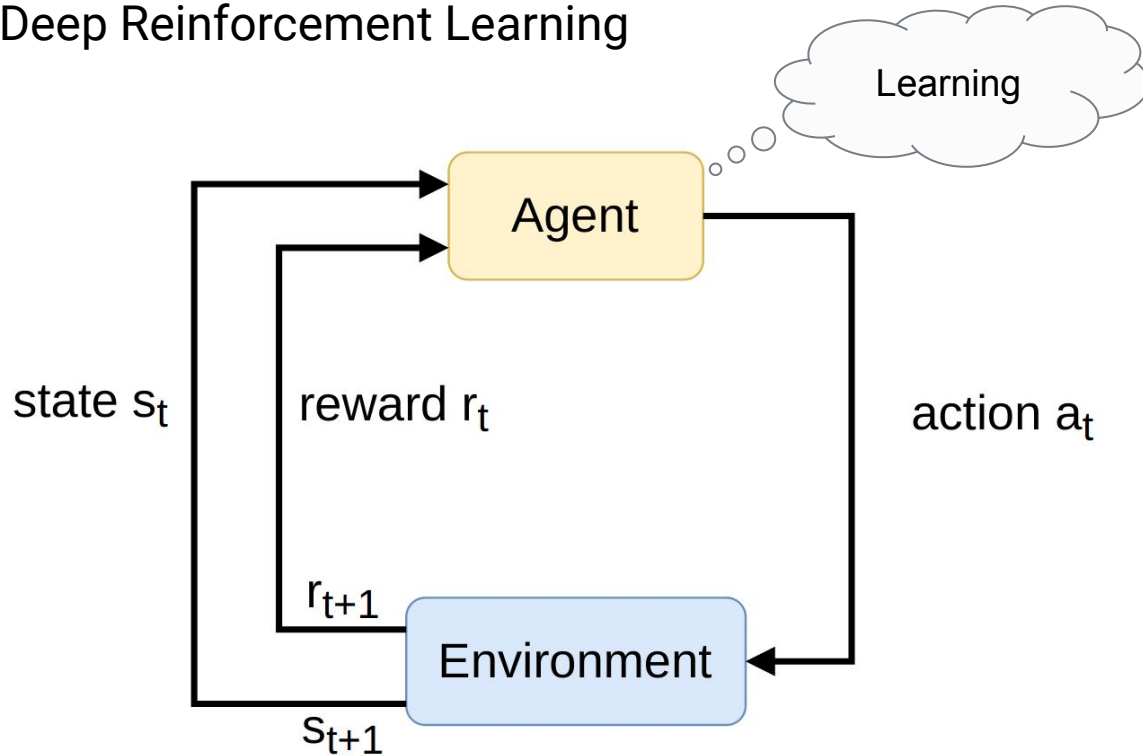 Deep Reinforcement Learning
Learning
Agent
state sₜ
reward rₜ
action aₜ
rₜ₊₁
Environment
sₜ₊₁